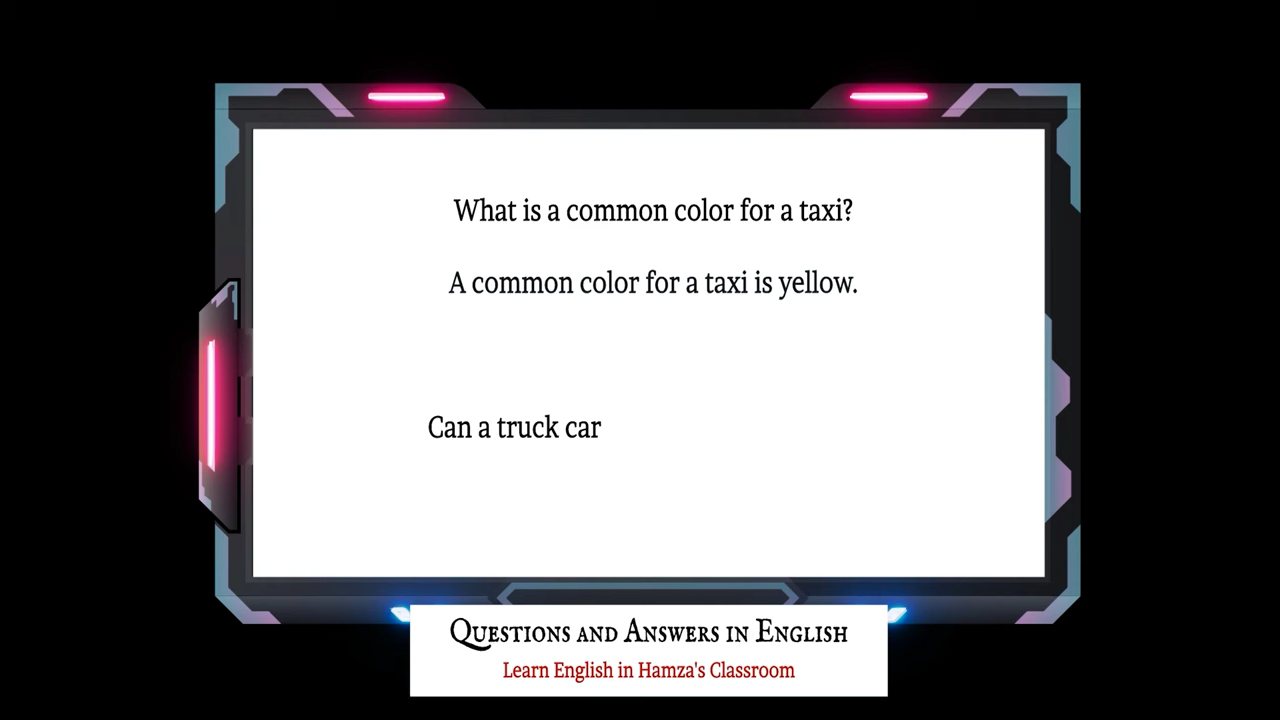 What is a common color for a taxi?
A common color for a taxi is yellow.
Can a truck car
Questions and Answers in English
Learn English in Hamza's Classroom